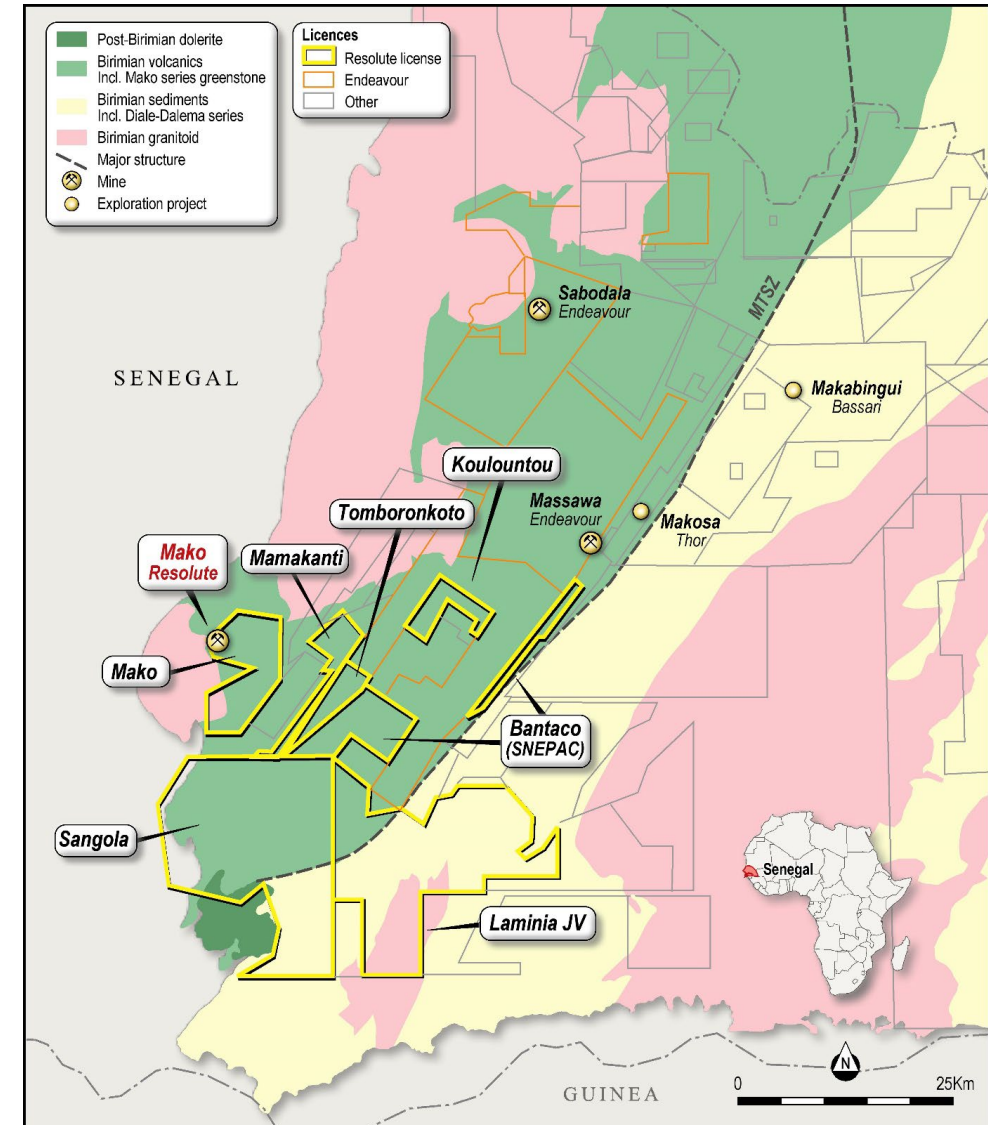 Post-Birimian dolerite
Birimian volcanics
Incl. Mako series greenstone
Birimian sediments
Incl. Diale-Dalema series
Birimian granitoid
Major structure
Mine
Exploration project
Licences
Resolute license
Endeavour
Other
MTSZ
Sabodala
Endeavour
SENEGAL
Makabingui
Bassari
Koulountou
Massawa
Endeavour
Tomboronkoto
Makosa
Thor
Mako
Resolute
Mamakanti
Mako
Bantaco
(SNEPAC)
Sangola
Senegal
Laminia JV
N
0
25Km
GUINEA